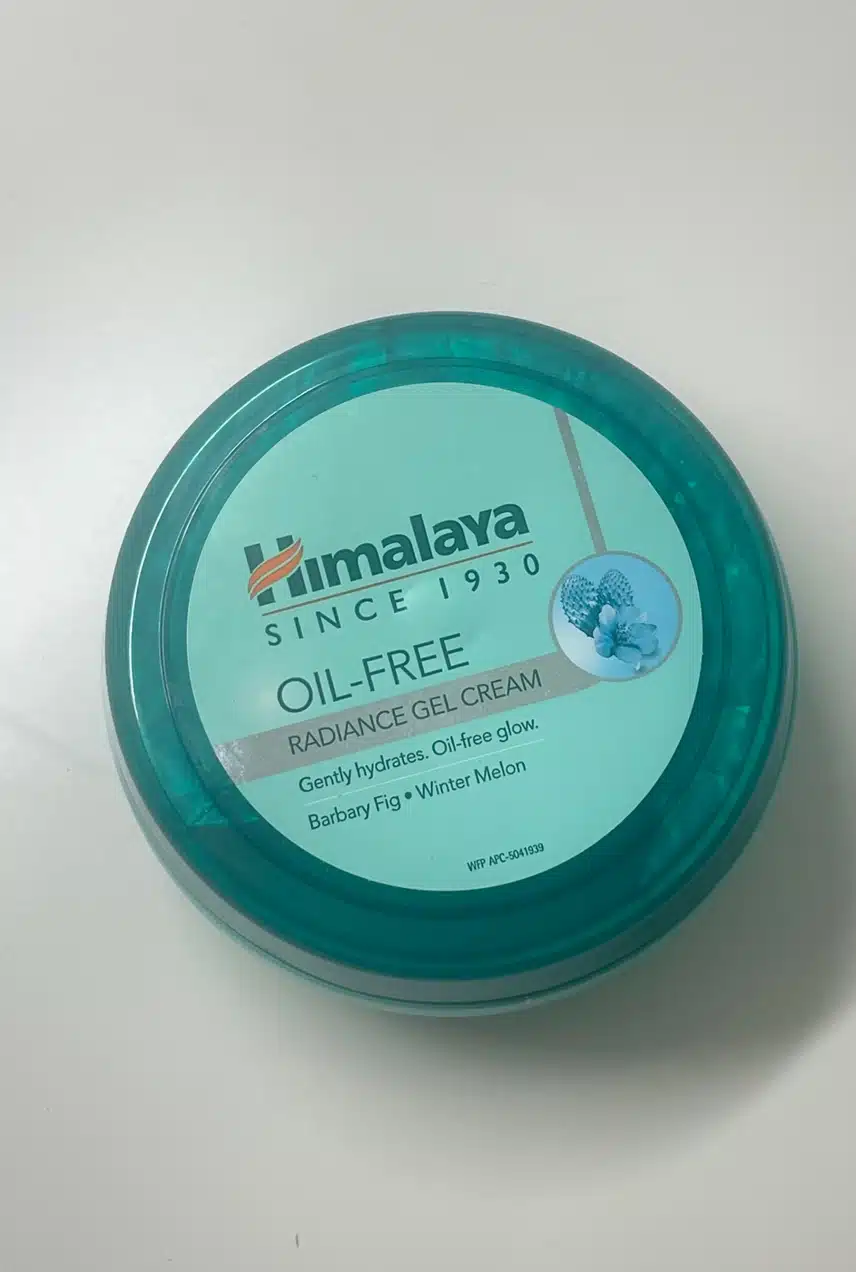 Himalaya
SINCE 1930
OIL-FREE
RADIANCE GEL CREAM
Gently hydrates. Oil-free glow.
Barbary Fig • Winter Melon
WFP APC-5041939